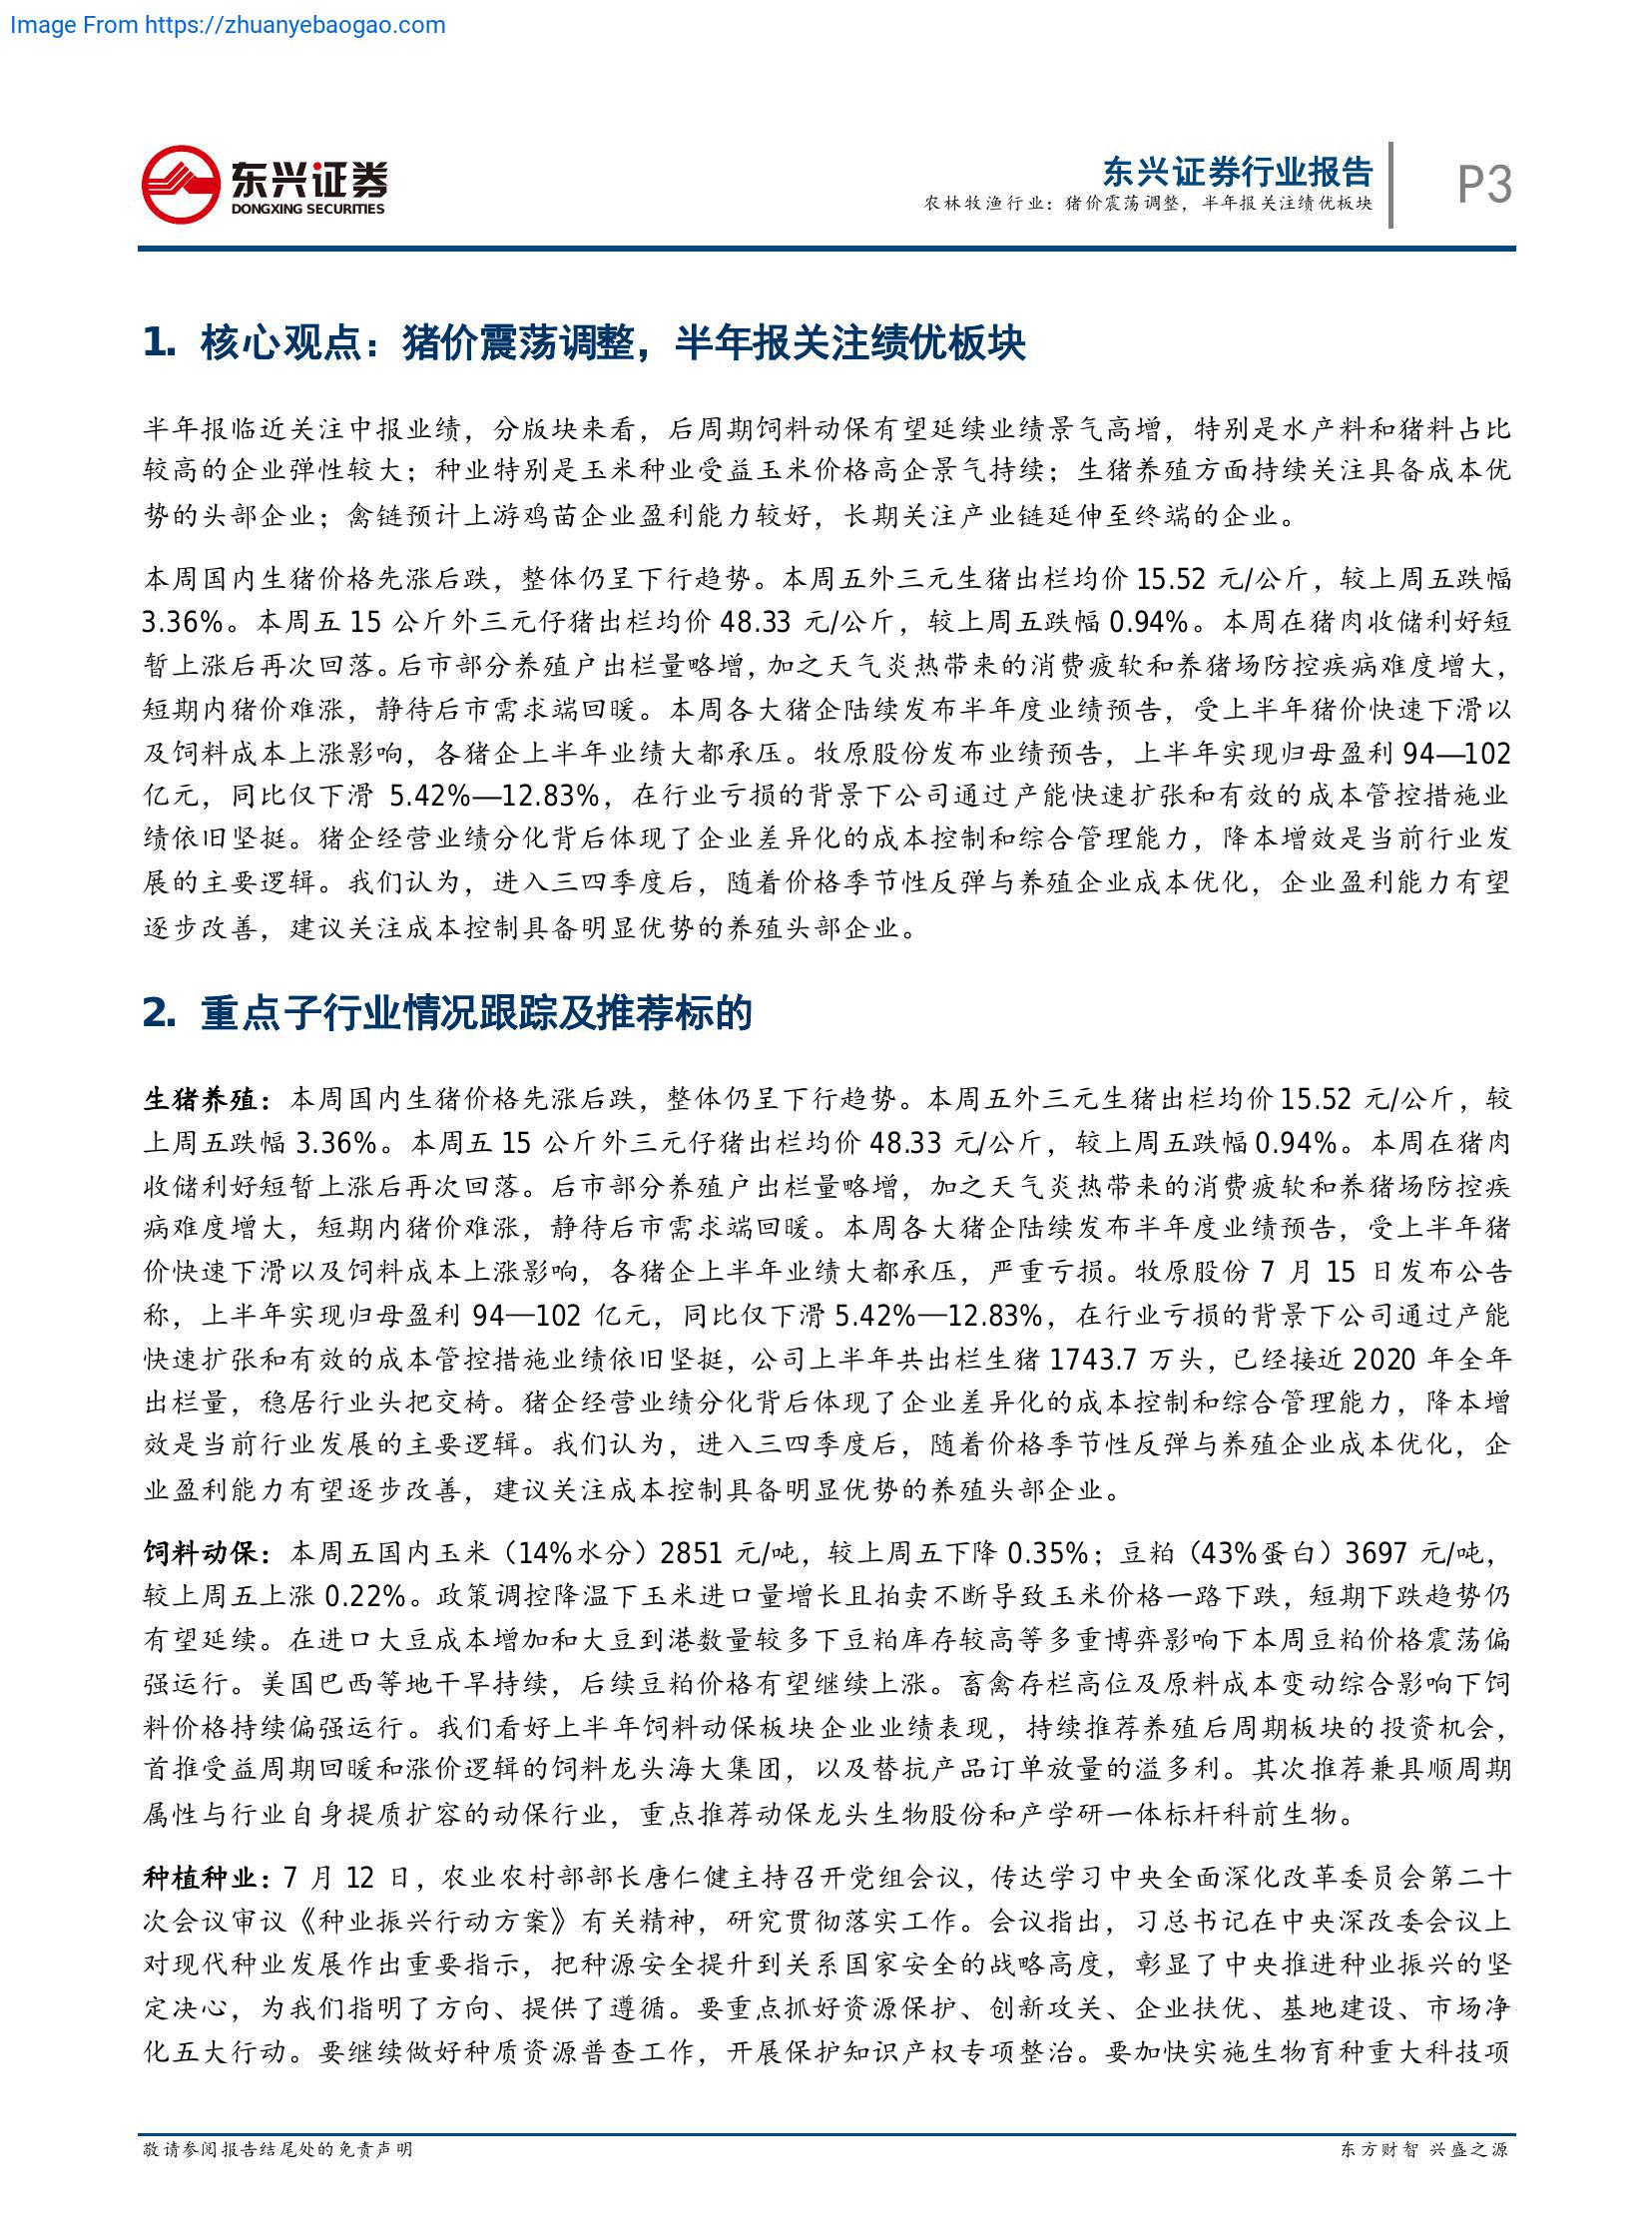 Image From https://zhuanyebaogao.com
东兴证券
DONGXING SECURITIES
东兴证券行业报告
农林牧渔行业：猪价震荡调整，半年报关注绩优板块
P3
1. 核心观点：猪价震荡调整，半年报关注绩优板块
半年报临近关注中报业绩，分版块来看，后周期饲料动保有望延续业绩景气高增，特别是水产料和猪料占比
较高的企业弹性较大；种业特别是玉米种业受益玉米价格高企景气持续；生猪养殖方面持续关注具备成本优
势的头部企业；禽链预计上游鸡苗企业盈利能力较好，长期关注产业链延伸至终端的企业。
本周国内生猪价格先涨后跌，整体仍呈下行趋势。本周五外三元生猪出栏均价 15.52 元/公斤，较上周五跌幅
3.36%。本周五 15 公斤外三元仔猪出栏均价 48.33 元/公斤，较上周五跌幅 0.94%。本周在猪肉收储利好短
暂上涨后再次回落。后市部分养殖户出栏量略增，加之天气炎热带来的消费疲软和养猪场防控疾病难度增大，
短期内猪价难涨，静待后市需求端回暖。本周各大猪企陆续发布半年度业绩预告，受上半年猪价快速下滑以
及饲料成本上涨影响，各猪企上半年业绩大都承压。牧原股份发布业绩预告，上半年实现归母盈利 94—102
亿元，同比仅下滑 5.42%—12.83%，在行业亏损的背景下公司通过产能快速扩张和有效的成本管控措施业
绩依旧坚挺。猪企经营业绩分化背后体现了企业差异化的成本控制和综合管理能力，降本增效是当前行业发
展的主要逻辑。我们认为，进入三四季度后，随着价格季节性反弹与养殖企业成本优化，企业盈利能力有望
逐步改善，建议关注成本控制具备明显优势的养殖头部企业。
2. 重点子行业情况跟踪及推荐标的
生猪养殖：本周国内生猪价格先涨后跌，整体仍呈下行趋势。本周五外三元生猪出栏均价 15.52 元/公斤，较
上周五跌幅 3.36%。本周五 15 公斤外三元仔猪出栏均价 48.33 元/公斤，较上周五跌幅 0.94%。本周在猪肉
收储利好短暂上涨后再次回落。后市部分养殖户出栏量略增，加之天气炎热带来的消费疲软和养猪场防控疾
病难度增大，短期内猪价难涨，静待后市需求端回暖。本周各大猪企陆续发布半年度业绩预告，受上半年猪
价快速下滑以及饲料成本上涨影响，各猪企上半年业绩大都承压，严重亏损。牧原股份 7 月 15 日发布公告
称，上半年实现归母盈利 94—102 亿元，同比仅下滑 5.42%—12.83%，在行业亏损的背景下公司通过产能
快速扩张和有效的成本管控措施业绩依旧坚挺，公司上半年共出栏生猪 1743.7 万头，已经接近 2020 年全年
出栏量，稳居行业头把交椅。猪企经营业绩分化背后体现了企业差异化的成本控制和综合管理能力，降本增
效是当前行业发展的主要逻辑。我们认为，进入三四季度后，随着价格季节性反弹与养殖企业成本优化，企
业盈利能力有望逐步改善，建议关注成本控制具备明显优势的养殖头部企业。
饲料动保：本周五国内玉米（14%水分）2851 元/吨，较上周五下降 0.35%；豆粕（43%蛋白）3697 元/吨，
较上周五上涨 0.22%。政策调控降温下玉米进口量增长且拍卖不断导致玉米价格一路下跌，短期下跌趋势仍
有望延续。在进口大豆成本增加和大豆到港数量较多下豆粕库存较高等多重博弈影响下本周豆粕价格震荡偏
强运行。美国巴西等地干旱持续，后续豆粕价格有望继续上涨。畜禽存栏高位及原料成本变动综合影响下饲
料价格持续偏强运行。我们看好上半年饲料动保板块企业业绩表现，持续推荐养殖后周期板块的投资机会，
首推受益周期回暖和涨价逻辑的饲料龙头海大集团，以及替抗产品订单放量的溢多利。其次推荐兼具顺周期
属性与行业自身提质扩容的动保行业，重点推荐动保龙头生物股份和产学研一体标杆科前生物。
种植种业：7 月 12 日，农业农村部部长唐仁健主持召开党组会议，传达学习中央全面深化改革委员会第二十
次会议审议《种业振兴行动方案》有关精神，研究贯彻落实工作。会议指出，习总书记在中央深改委会议上
对现代种业发展作出重要指示，把种源安全提升到关系国家安全的战略高度，彰显了中央推进种业振兴的坚
定决心，为我们指明了方向、提供了遵循。要重点抓好资源保护、创新攻关、企业扶优、基地建设、市场净
化五大行动。要继续做好种质资源普查工作，开展保护知识产权专项整治。要加快实施生物育种重大科技项
敬请参阅报告结尾处的免责声明
东方财智 兴盛之源